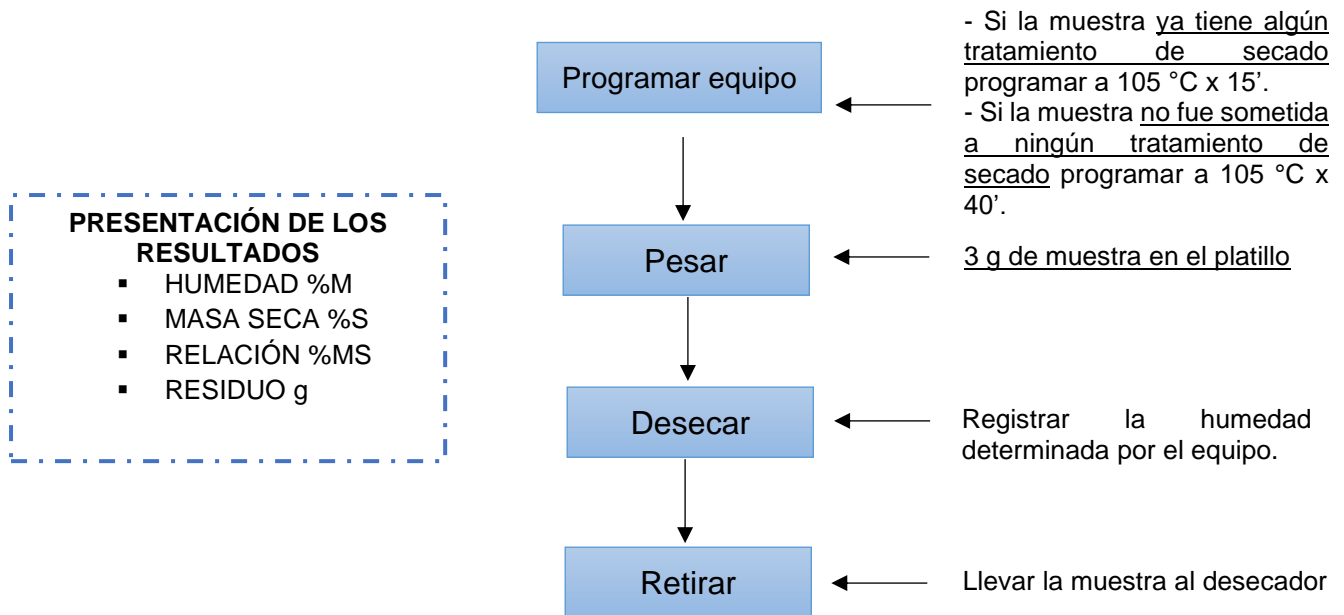 - Si la muestra ya tiene algún
tratamiento de secado
programar a 105 °C x 15’.
- Si la muestra no fue sometida
a ningún tratamiento de
secado programar a 105 °C x
40’.
Programar equipo
PRESENTACIÓN DE LOS
RESULTADOS
▪ HUMEDAD %M
▪ MASA SECA %S
▪ RELACIÓN %MS
▪ RESIDUO g
Pesar
3 g de muestra en el platillo
Desecar
Registrar la humedad
determinada por el equipo.
Retirar
Llevar la muestra al desecador